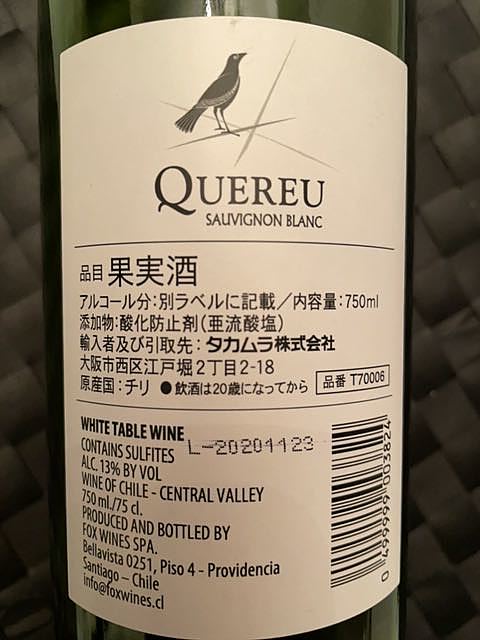 QUEREU
SAUVIGNON BLANC
品目 果実酒
アルコール分:別ラベルに記載/内容量:750ml
添加物:酸化防止剤(亜流酸塩)
輸入者及び引取先:タカムラ株式会社
大阪市西区江戸堀2丁目2-18
原産国:チリ ●飲酒は20歳になってから 品番 T70006
WHITE TABLE WINE
CONTAINS SULFITES L-20201123
ALC. 13% BY VOL
WINE OF CHILE - CENTRAL VALLEY
750 ml./75 cl.
PRODUCED AND BOTTLED BY
FOX WINES SPA.
Bellavista 0251, Piso 4 - Providencia
Santiago – Chile
info@foxwines.cl
0 499999 003824